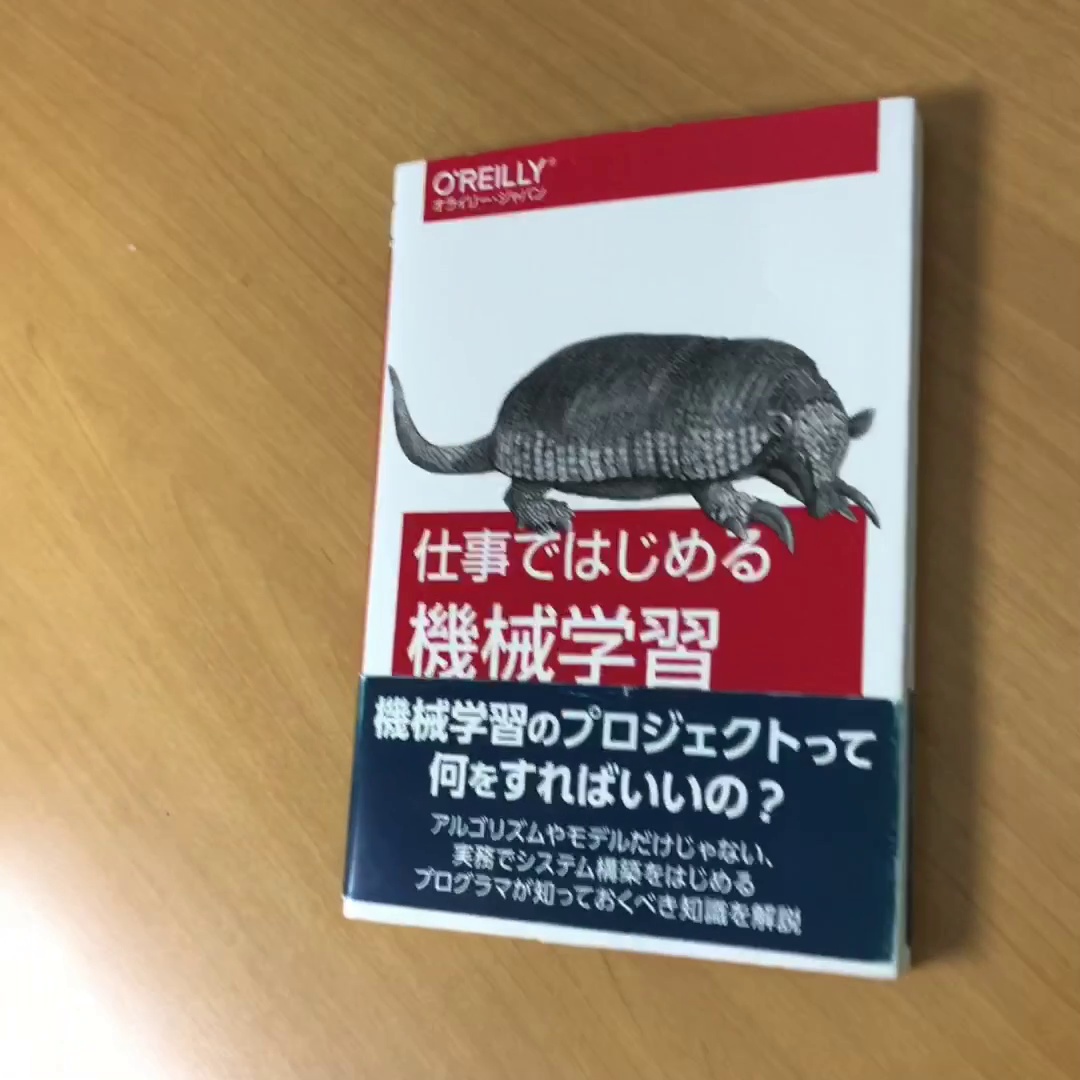 O'REILLY®
オライリー・ジャパン
仕事ではじめる
機械学習
機械学習のプロジェクトって
何をすればいいの？
アルゴリズムやモデルだけじゃない、
実務でシステム構築をはじめる
プログラマが知っておくべき知識を解説